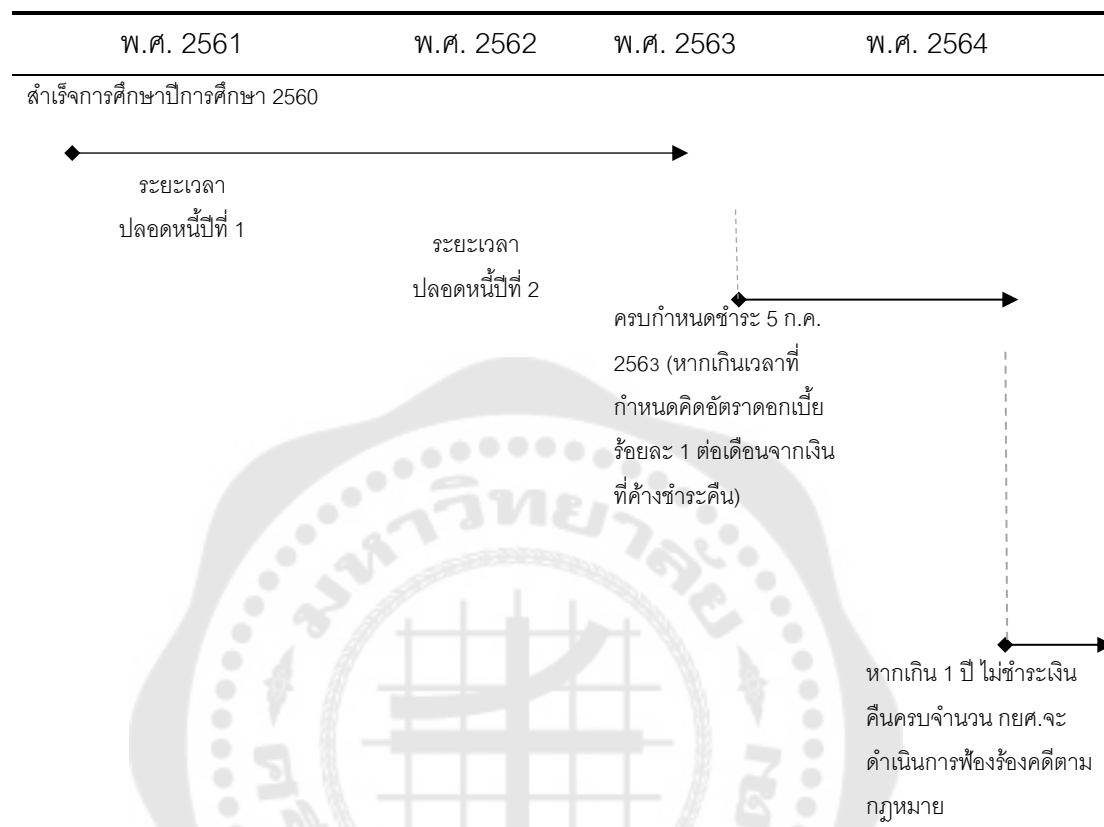 พ.ศ. 2561 พ.ศ. 2562 พ.ศ. 2563 พ.ศ. 2564
สำเร็จการศึกษาปีการศึกษา 2560
ระยะเวลา
ปลอดหนี้ปีที่ 1
ระยะเวลา
ปลอดหนี้ปีที่ 2
ครบกำหนดชำระ 5 ก.ค.
2563 (หากเกินเวลาที่
กำหนดคิดอัตราดอกเบี้ย
ร้อยละ 1 ต่อเดือนจากเงิน
ที่ค้างชำระคืน)
หากเกิน 1 ปี ไม่ชำระเงิน
คืนครบจำนวน กยศ.จะ
ดำเนินการฟ้องร้องคดีตาม
กฎหมาย
มหาวิทยาลัย